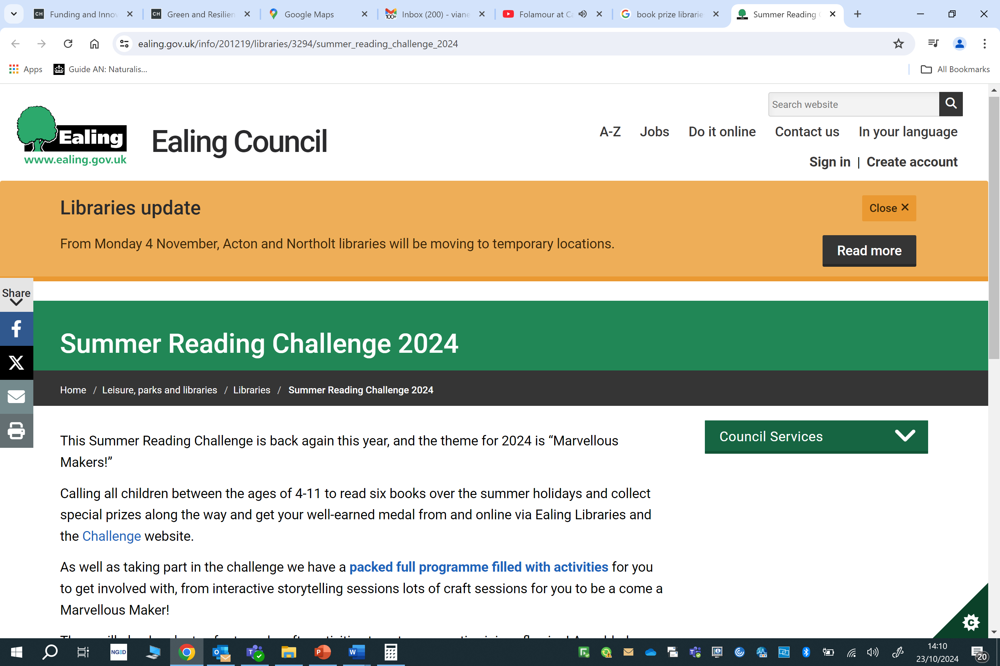 Funding and Innov
Green and Resilien
Google Maps
Inbox (200) - viane
Folamour at Ca
book prize librarie
Summer Reading C
ealing.gov.uk/info/201219/libraries/3294/summer_reading_challenge_2024
Apps
Guide AN: Naturalis...
All Bookmarks
Search website
Ealing
www.ealing.gov.uk
Ealing Council
A-Z Jobs Do it online Contact us In your language
Sign in | Create account
Libraries update
Close
From Monday 4 November, Acton and Northolt libraries will be moving to temporary locations.
Read more
Share
Summer Reading Challenge 2024
Home / Leisure, parks and libraries / Libraries / Summer Reading Challenge 2024
Council Services
This Summer Reading Challenge is back again this year, and the theme for 2024 is “Marvellous
Makers!”
Calling all children between the ages of 4-11 to read six books over the summer holidays and collect
special prizes along the way and get your well-earned medal from and online via Ealing Libraries and
the Challenge website.
As well as taking part in the challenge we have a packed full programme filled with activities for you
to get involved with, from interactive storytelling sessions lots of craft sessions for you to be a come a
Marvellous Maker!
14:10
23/10/2024
20